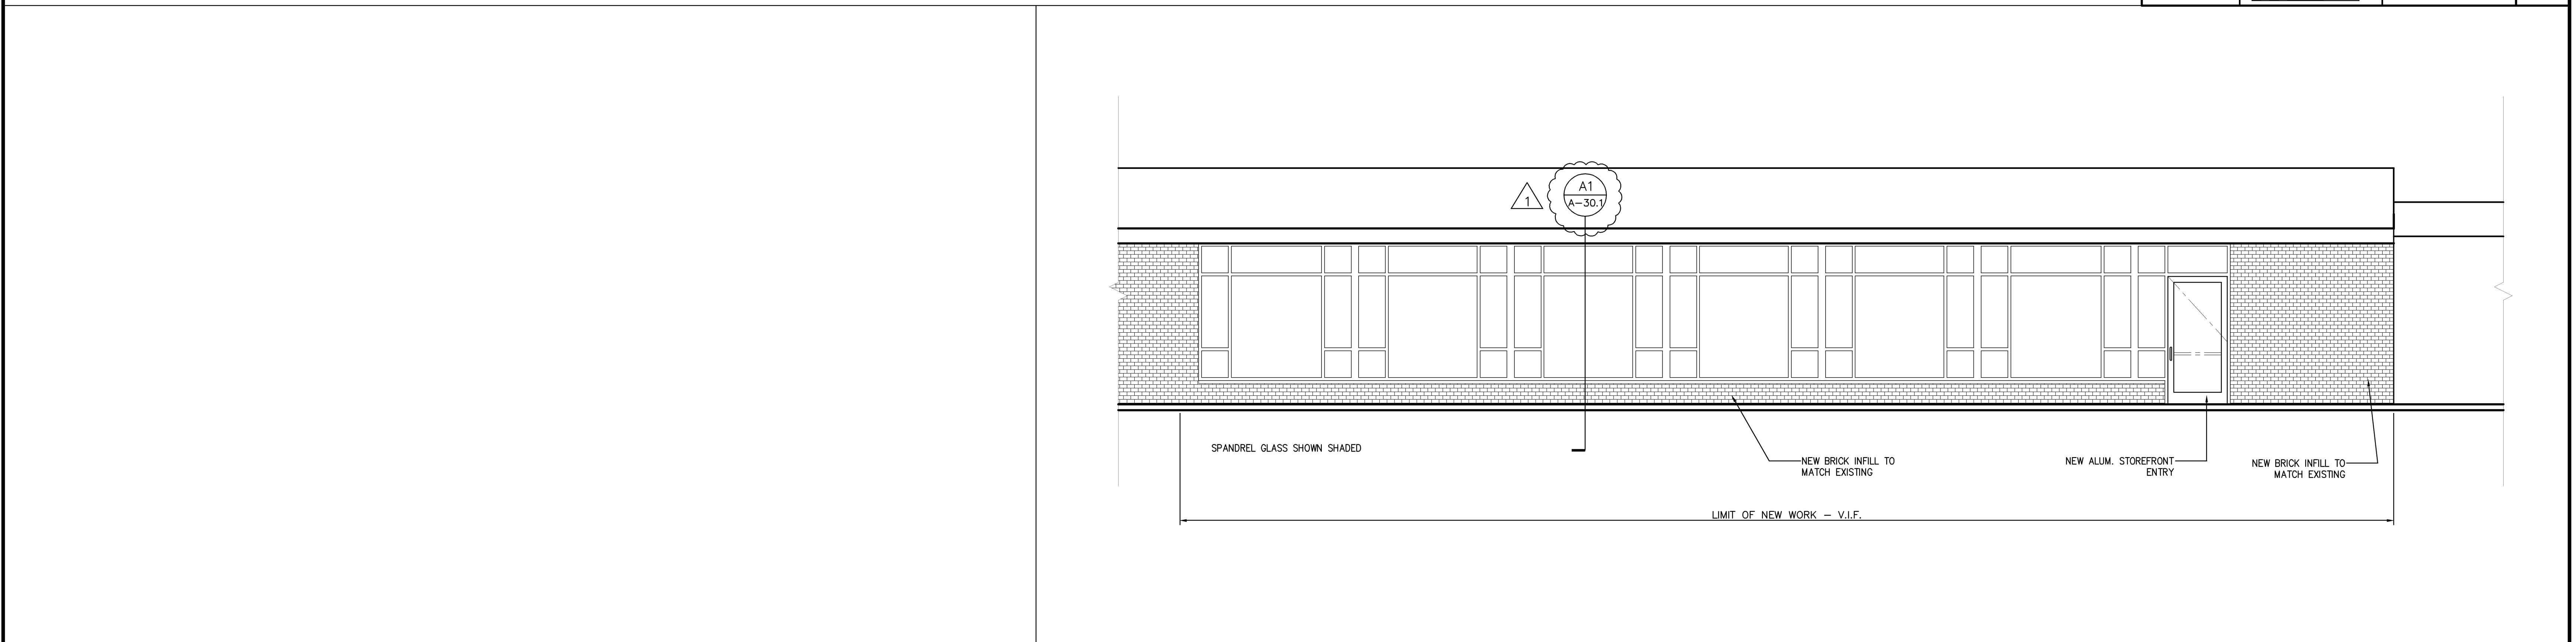 1
A1
A-30.1
SPANDREL GLASS SHOWN SHADED
NEW BRICK INFILL TO
MATCH EXISTING
NEW ALUM. STOREFRONT
ENTRY
NEW BRICK INFILL TO
MATCH EXISTING
LIMIT OF NEW WORK – V.I.F.